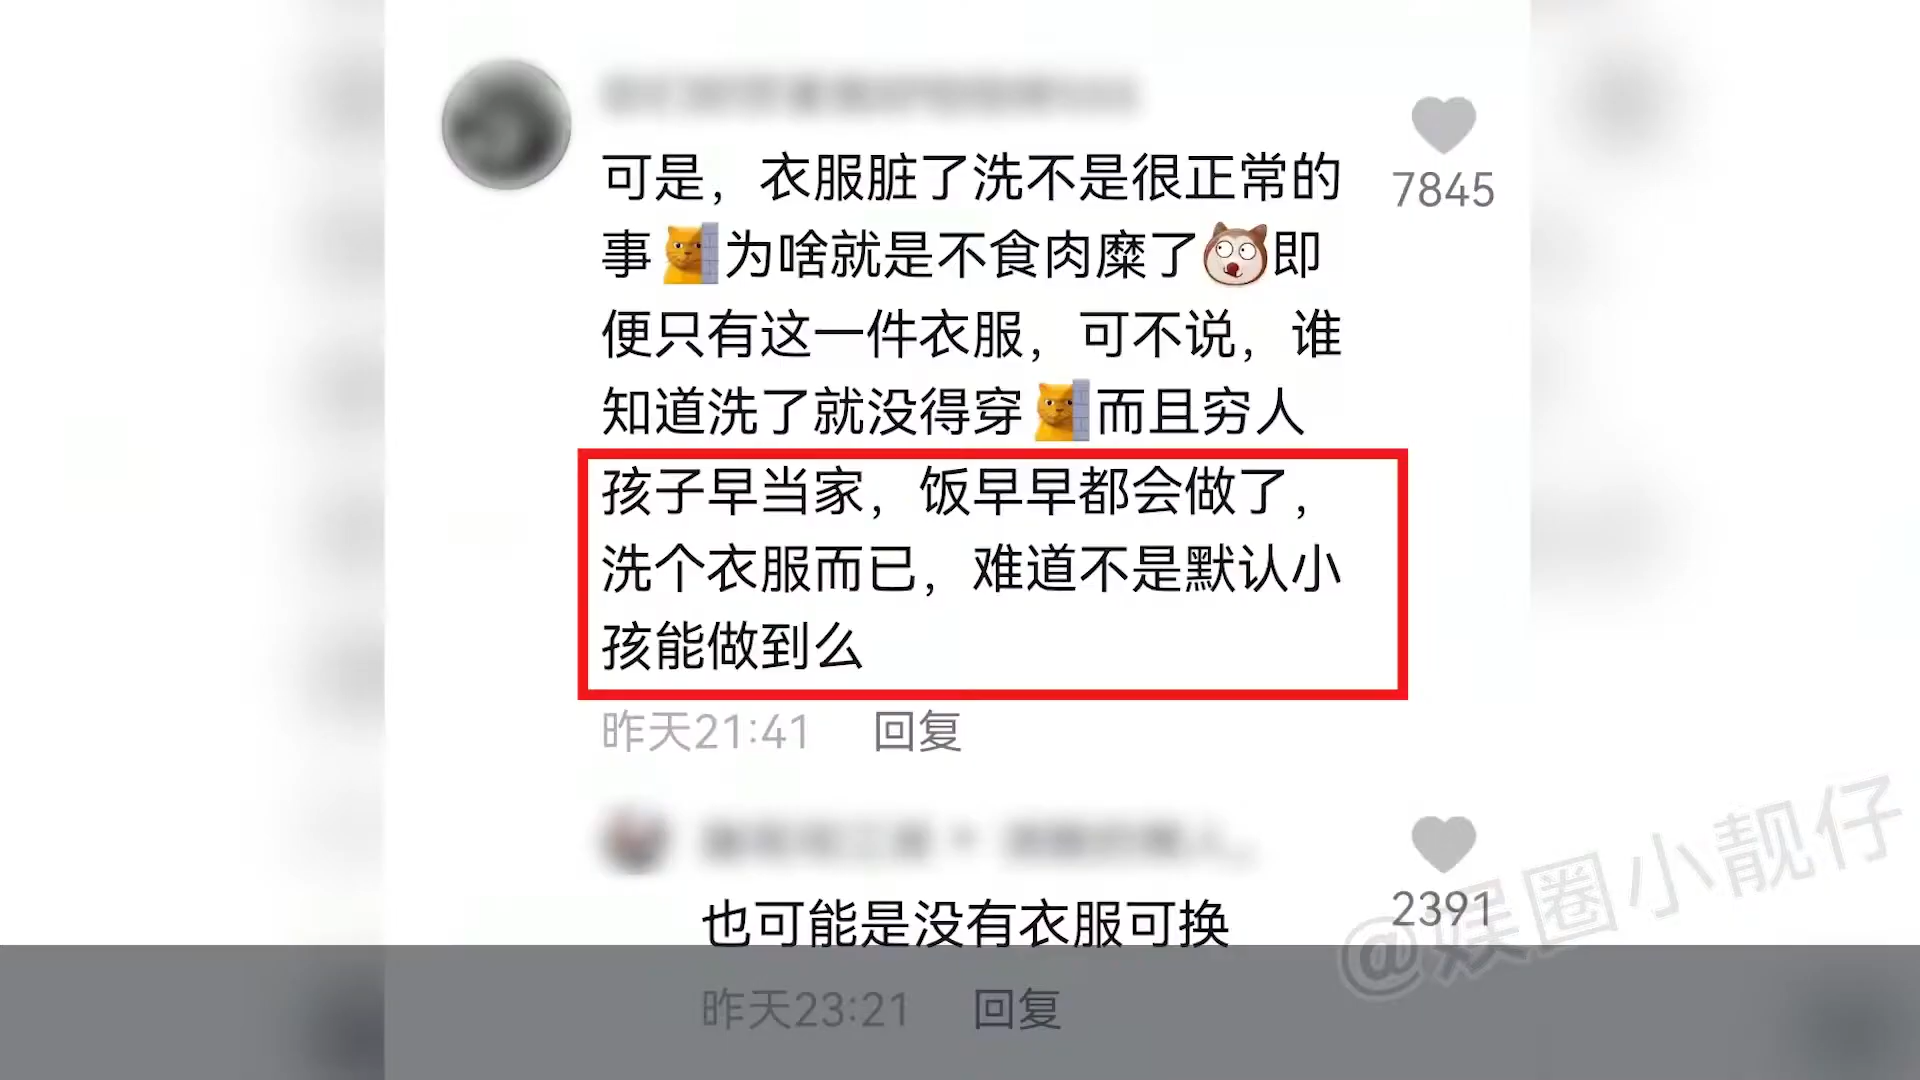 可是，衣服脏了洗不是很正常的
7845
事为啥就是不食肉糜了即
便只有这一件衣服，可不说，谁
知道洗了就没得穿而且穷人
孩子早当家，饭早早都会做了，
洗个衣服而已，难道不是默认小
孩能做到么
昨天21:41 回复
也可能是没有衣服可换
2391
@娱圈小靓仔
昨天23:21 回复